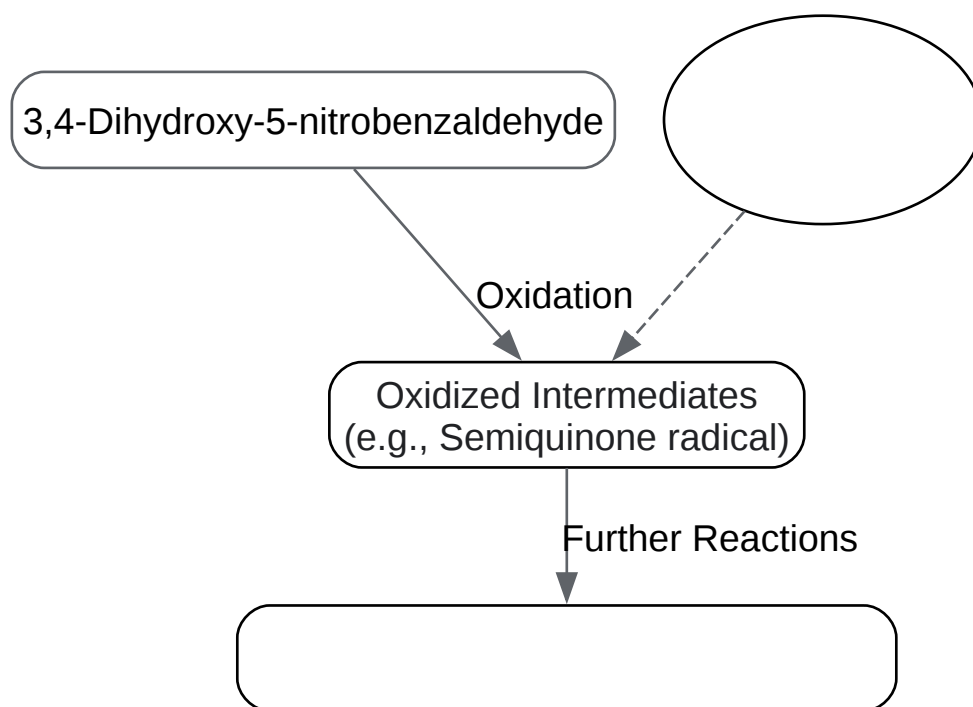 3,4-Dihydroxy-5-nitrobenzaldehyde
Oxidation
Oxidized Intermediates
(e.g., Semiquinone radical)
Further Reactions